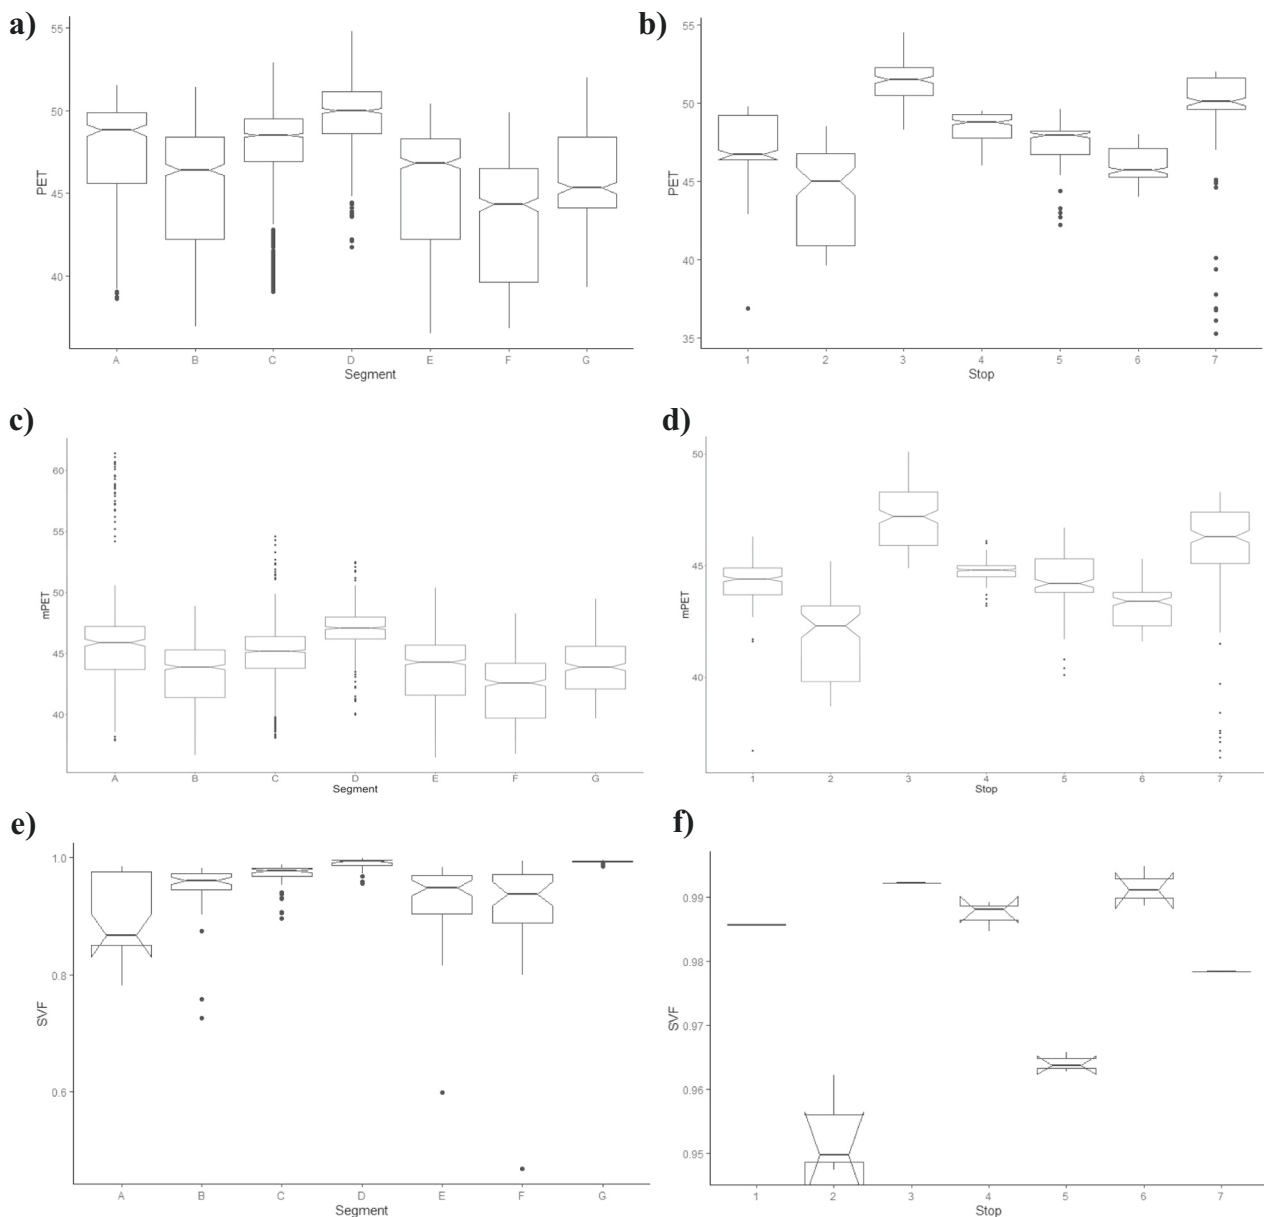 a)
55
50
45
40
PET
A B C D E F G
Segment
b)
55
50
45
40
35
PET
1 2 3 4 5 6 7
Stop
c)
60
55
50
45
40
mPET
A B C D E F G
Segment
d)
50
45
40
mPET
1 2 3 4 5 6 7
Stop
e)
1.0
0.8
0.6
SVF
A B C D E F G
Segment
f)
0.99
0.98
0.97
0.96
0.95
SVF
1 2 3 4 5 6 7
Stop